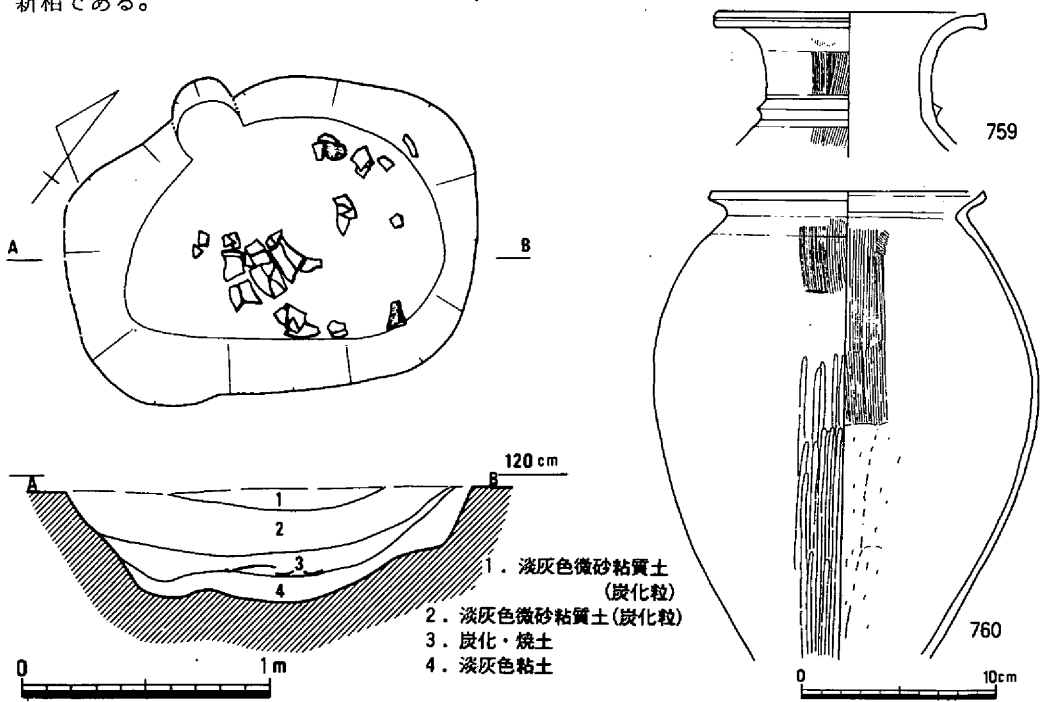 新相である。
759
A
B
A
120 cm
B
1
2
3
4
1．淡灰色微砂粘質土
(炭化粒)
2．淡灰色微砂粘質土(炭化粒)
3．炭化・焼土
4．淡灰色粘土
760
0
1m
0
10cm